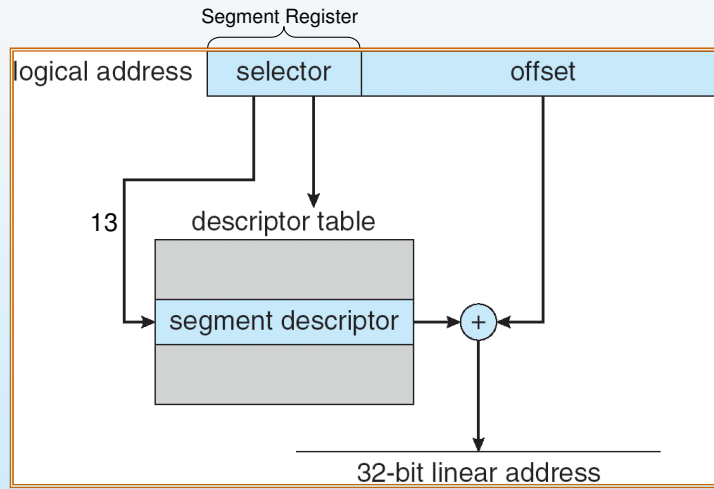 Segment Register
logical address selector offset
13
descriptor table
segment descriptor +
32-bit linear address